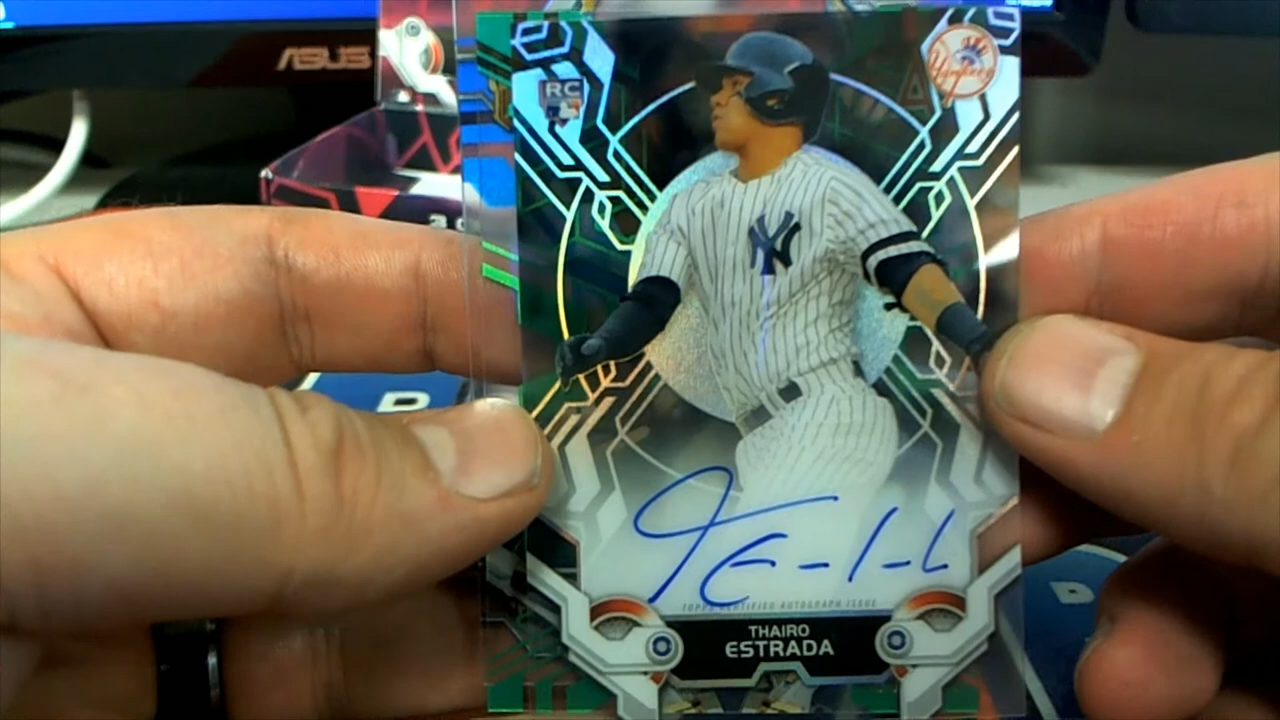 ASUS
RC
Yankees
NY
TOPPS CERTIFIED AUTOGRAPH ISSUE
THAIRO
ESTRADA